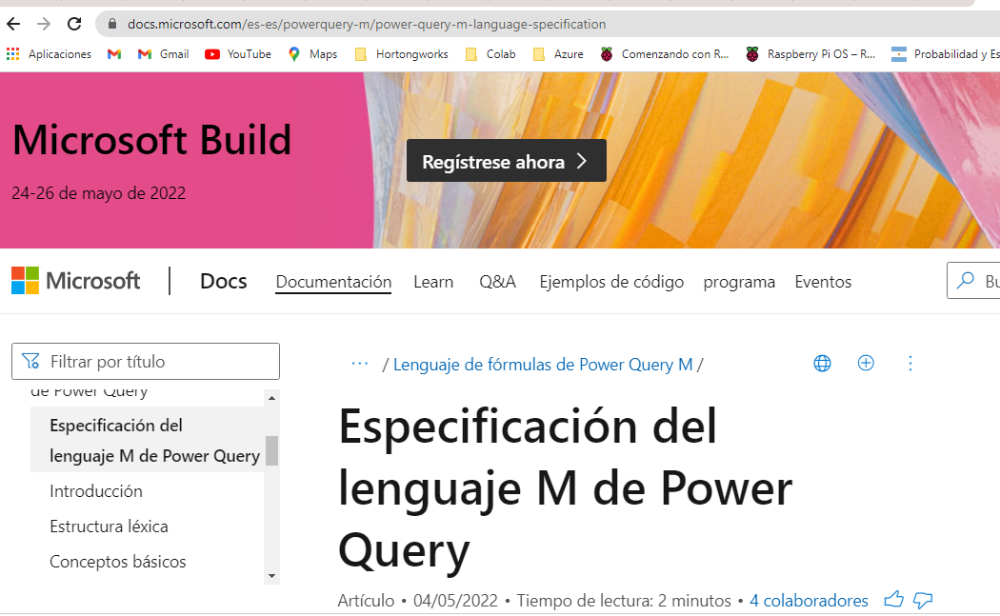 docs.microsoft.com/es-es/powerquery-m/power-query-m-language-specification
Aplicaciones Gmail YouTube Maps Hortongworks Colab Azure Comenzando con R... Raspberry Pi OS – R... Probabilidad y Es
Microsoft Build
Regístrese ahora
24-26 de mayo de 2022
Microsoft Docs Documentación Learn Q&A Ejemplos de código programa Eventos Bu
Filtrar por título
··· / Lenguaje de fórmulas de Power Query M /
de Power Query
Especificación del
lenguaje M de Power Query
Introducción
Estructura léxica
Conceptos básicos
Especificación del
lenguaje M de Power
Query
Artículo • 04/05/2022 • Tiempo de lectura: 2 minutos • 4 colaboradores